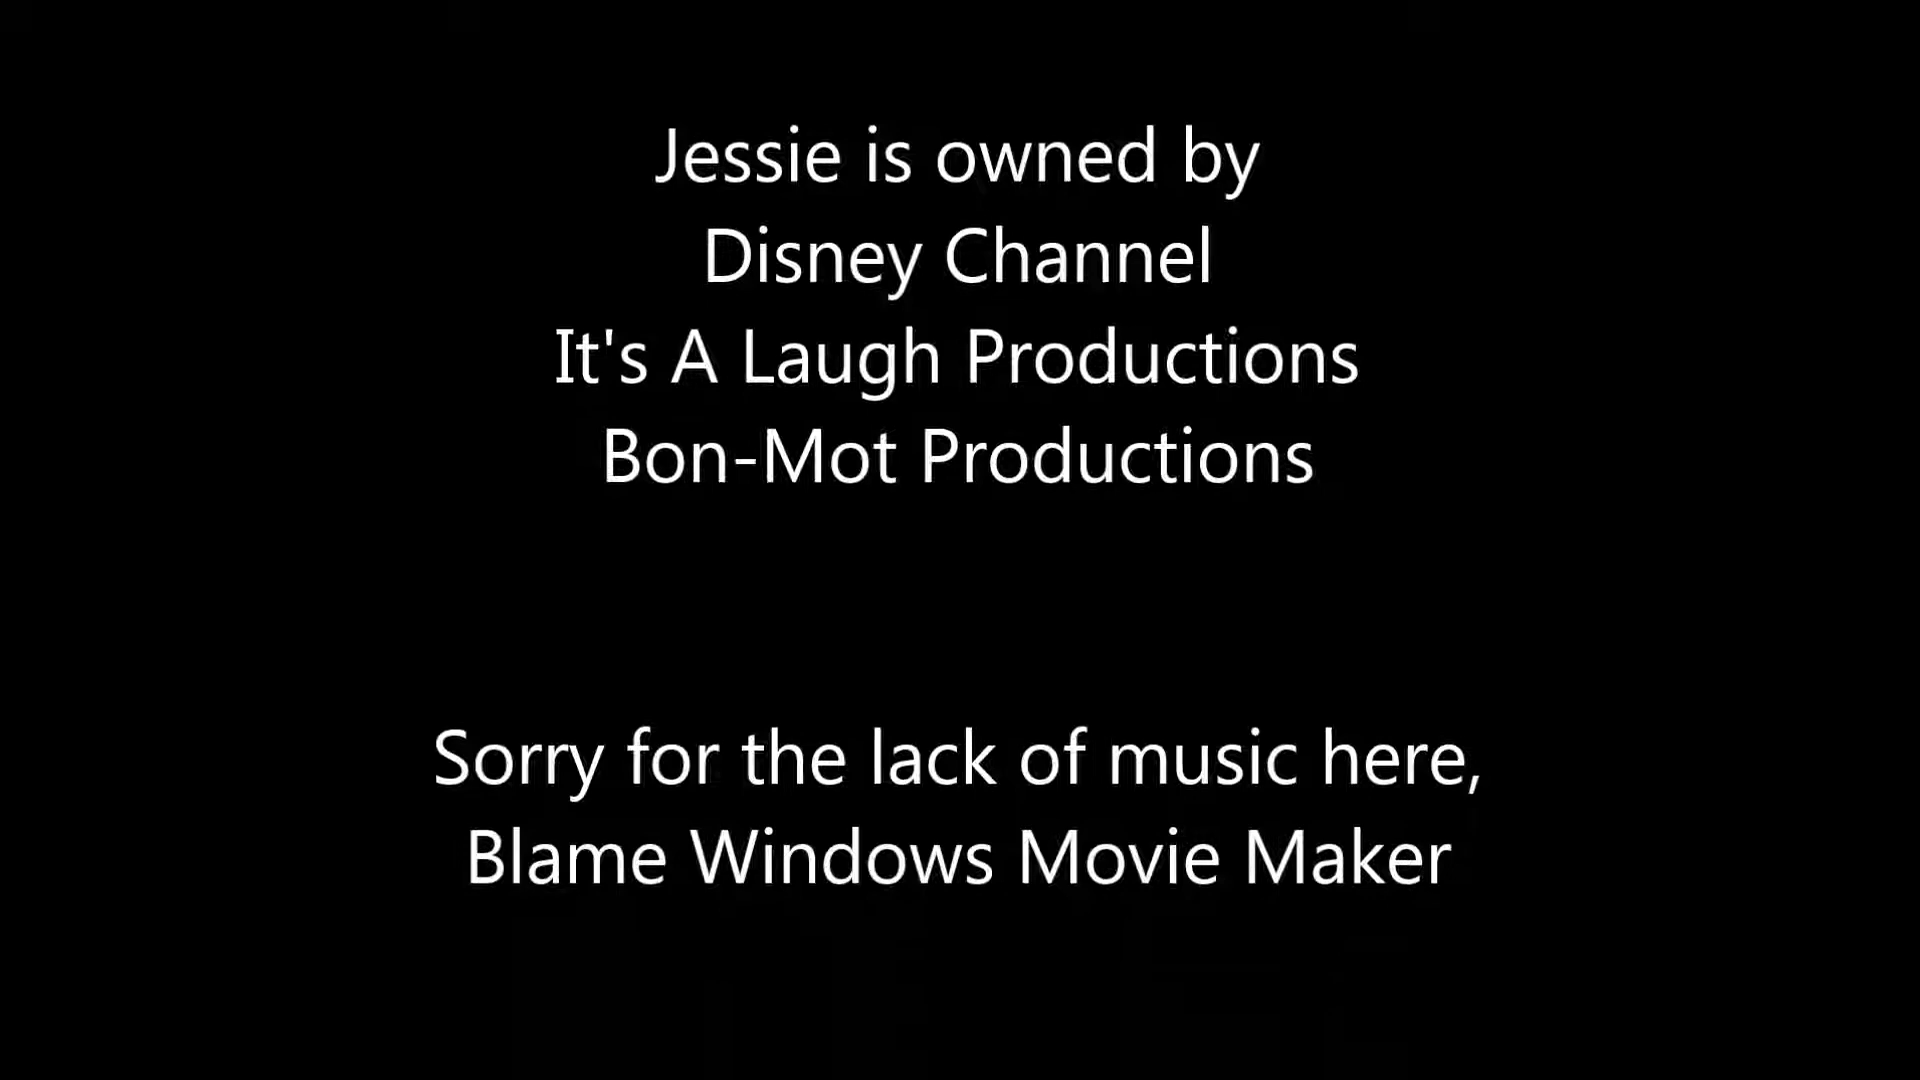 Jessie is owned by
Disney Channel
It's A Laugh Productions
Bon-Mot Productions
Sorry for the lack of music here,
Blame Windows Movie Maker